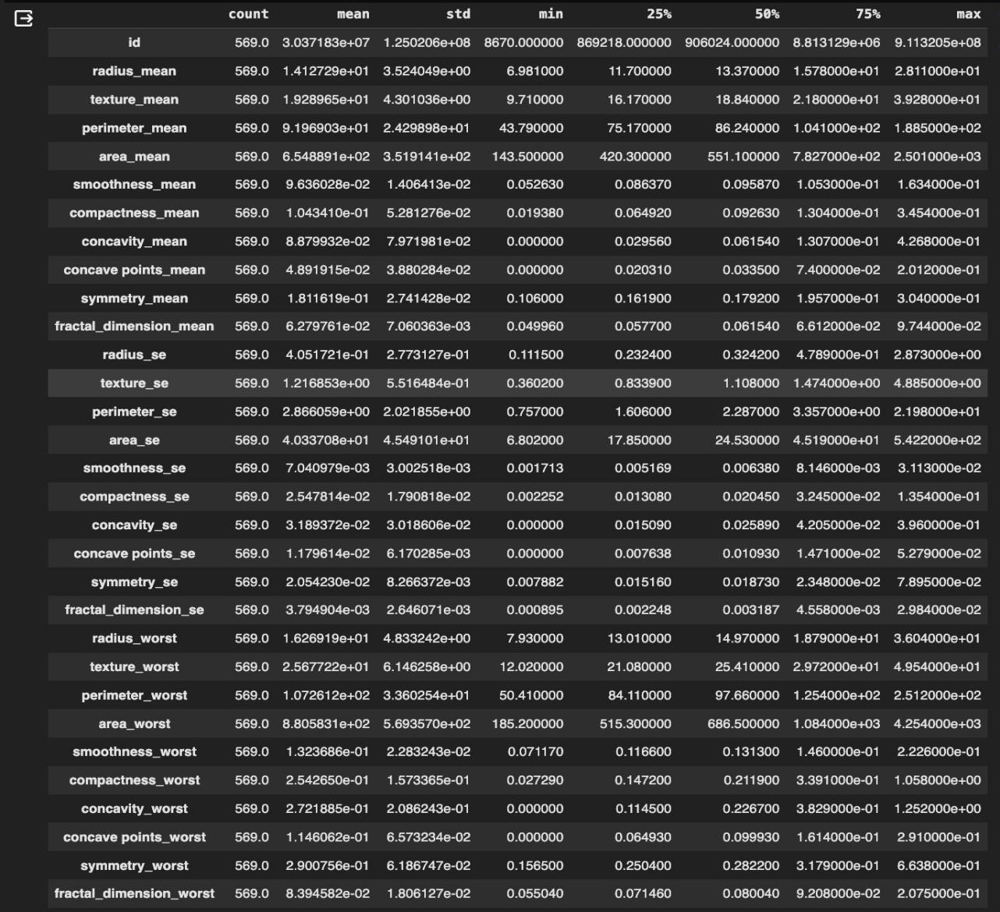 count mean std min 25% 50% 75% max
id 569.0 3.037183e+07 1.250206e+08 8670.000000 869218.000000 906024.000000 8.813129e+06 9.113205e+08
radius_mean 569.0 1.412729e+01 3.524049e+00 6.981000 11.700000 13.370000 1.578000e+01 2.811000e+01
texture_mean 569.0 1.928965e+01 4.301036e+00 9.710000 16.170000 18.840000 2.180000e+01 3.928000e+01
perimeter_mean 569.0 9.196903e+01 2.429898e+01 43.790000 75.170000 86.240000 1.041000e+02 1.885000e+02
area_mean 569.0 6.548891e+02 3.519141e+02 143.500000 420.300000 551.100000 7.827000e+02 2.501000e+03
smoothness_mean 569.0 9.636028e-02 1.406413e-02 0.052630 0.086370 0.095870 1.053000e-01 1.634000e-01
compactness_mean 569.0 1.043410e-01 5.281276e-02 0.019380 0.064920 0.092630 1.304000e-01 3.454000e-01
concavity_mean 569.0 8.879932e-02 7.971981e-02 0.000000 0.029560 0.061540 1.307000e-01 4.268000e-01
concave points_mean 569.0 4.891915e-02 3.880284e-02 0.000000 0.020310 0.033500 7.400000e-02 2.012000e-01
symmetry_mean 569.0 1.811619e-01 2.741428e-02 0.106000 0.161900 0.179200 1.957000e-01 3.040000e-01
fractal_dimension_mean 569.0 6.279761e-02 7.060363e-03 0.049960 0.057700 0.061540 6.612000e-02 9.744000e-02
radius_se 569.0 4.051721e-01 2.773127e-01 0.111500 0.232400 0.324200 4.789000e-01 2.873000e+00
texture_se 569.0 1.216853e+00 5.516484e-01 0.360200 0.833900 1.108000 1.474000e+00 4.885000e+00
perimeter_se 569.0 2.866059e+00 2.021855e+00 0.757000 1.606000 2.287000 3.357000e+00 2.198000e+01
area_se 569.0 4.033708e+01 4.549101e+01 6.802000 17.850000 24.530000 4.519000e+01 5.422000e+02
smoothness_se 569.0 7.040979e-03 3.002518e-03 0.001713 0.005169 0.006380 8.146000e-03 3.113000e-02
compactness_se 569.0 2.547814e-02 1.790818e-02 0.002252 0.013080 0.020450 3.245000e-02 1.354000e-01
concavity_se 569.0 3.189372e-02 3.018606e-02 0.000000 0.015090 0.025890 4.205000e-02 3.960000e-01
concave points_se 569.0 1.179614e-02 6.170285e-03 0.000000 0.007638 0.010930 1.471000e-02 5.279000e-02
symmetry_se 569.0 2.054230e-02 8.266372e-03 0.007882 0.015160 0.018730 2.348000e-02 7.895000e-02
fractal_dimension_se 569.0 3.794904e-03 2.646071e-03 0.000895 0.002248 0.003187 4.558000e-03 2.984000e-02
radius_worst 569.0 1.626919e+01 4.833242e+00 7.930000 13.010000 14.970000 1.879000e+01 3.604000e+01
texture_worst 569.0 2.567722e+01 6.146258e+00 12.020000 21.080000 25.410000 2.972000e+01 4.954000e+01
perimeter_worst 569.0 1.072612e+02 3.360254e+01 50.410000 84.110000 97.660000 1.254000e+02 2.512000e+02
area_worst 569.0 8.805831e+02 5.693570e+02 185.200000 515.300000 686.500000 1.084000e+03 4.254000e+03
smoothness_worst 569.0 1.323686e-01 2.283243e-02 0.071170 0.116600 0.131300 1.460000e-01 2.226000e-01
compactness_worst 569.0 2.542650e-01 1.573365e-01 0.027290 0.147200 0.211900 3.391000e-01 1.058000e+00
concavity_worst 569.0 2.721885e-01 2.086243e-01 0.000000 0.114500 0.226700 3.829000e-01 1.252000e+00
concave points_worst 569.0 1.146062e-01 6.573234e-02 0.000000 0.064930 0.099930 1.614000e-01 2.910000e-01
symmetry_worst 569.0 2.900756e-01 6.186747e-02 0.156500 0.250400 0.282200 3.179000e-01 6.638000e-01
fractal_dimension_worst 569.0 8.394582e-02 1.806127e-02 0.055040 0.071460 0.080040 9.208000e-02 2.075000e-01